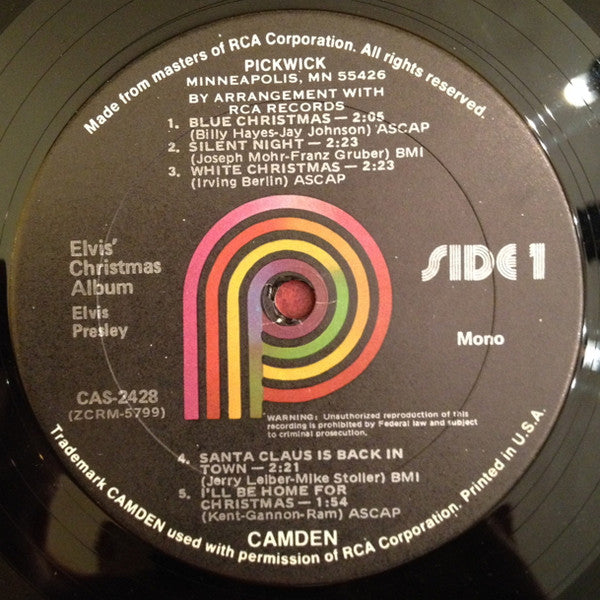 Made from masters of RCA Corporation. All rights reserved.
PICKWICK
MINNEAPOLIS, MN 55426
BY ARRANGEMENT WITH
RCA RECORDS
1. BLUE CHRISTMAS — 2:05
(Billy Hayes-Jay Johnson) ASCAP
2. SILENT NIGHT — 2:23
(Joseph Mohr-Franz Gruber) BMI
3. WHITE CHRISTMAS — 2:23
(Irving Berlin) ASCAP
Elvis'
Christmas
Album
Elvis
Presley
SIDE 1
Mono
CAS-2428
(ZCRM-5799)
WARNING: Unauthorized reproduction of this
recording is prohibited by Federal law and subject
to criminal prosecution.
4. SANTA CLAUS IS BACK IN
TOWN — 2:21
(Jerry Leiber-Mike Stoller) BMI
5. I'LL BE HOME FOR
CHRISTMAS — 1:54
(Kent-Gannon-Ram) ASCAP
CAMDEN
Trademark CAMDEN used with permission of RCA Corporation. Printed in U.S.A.